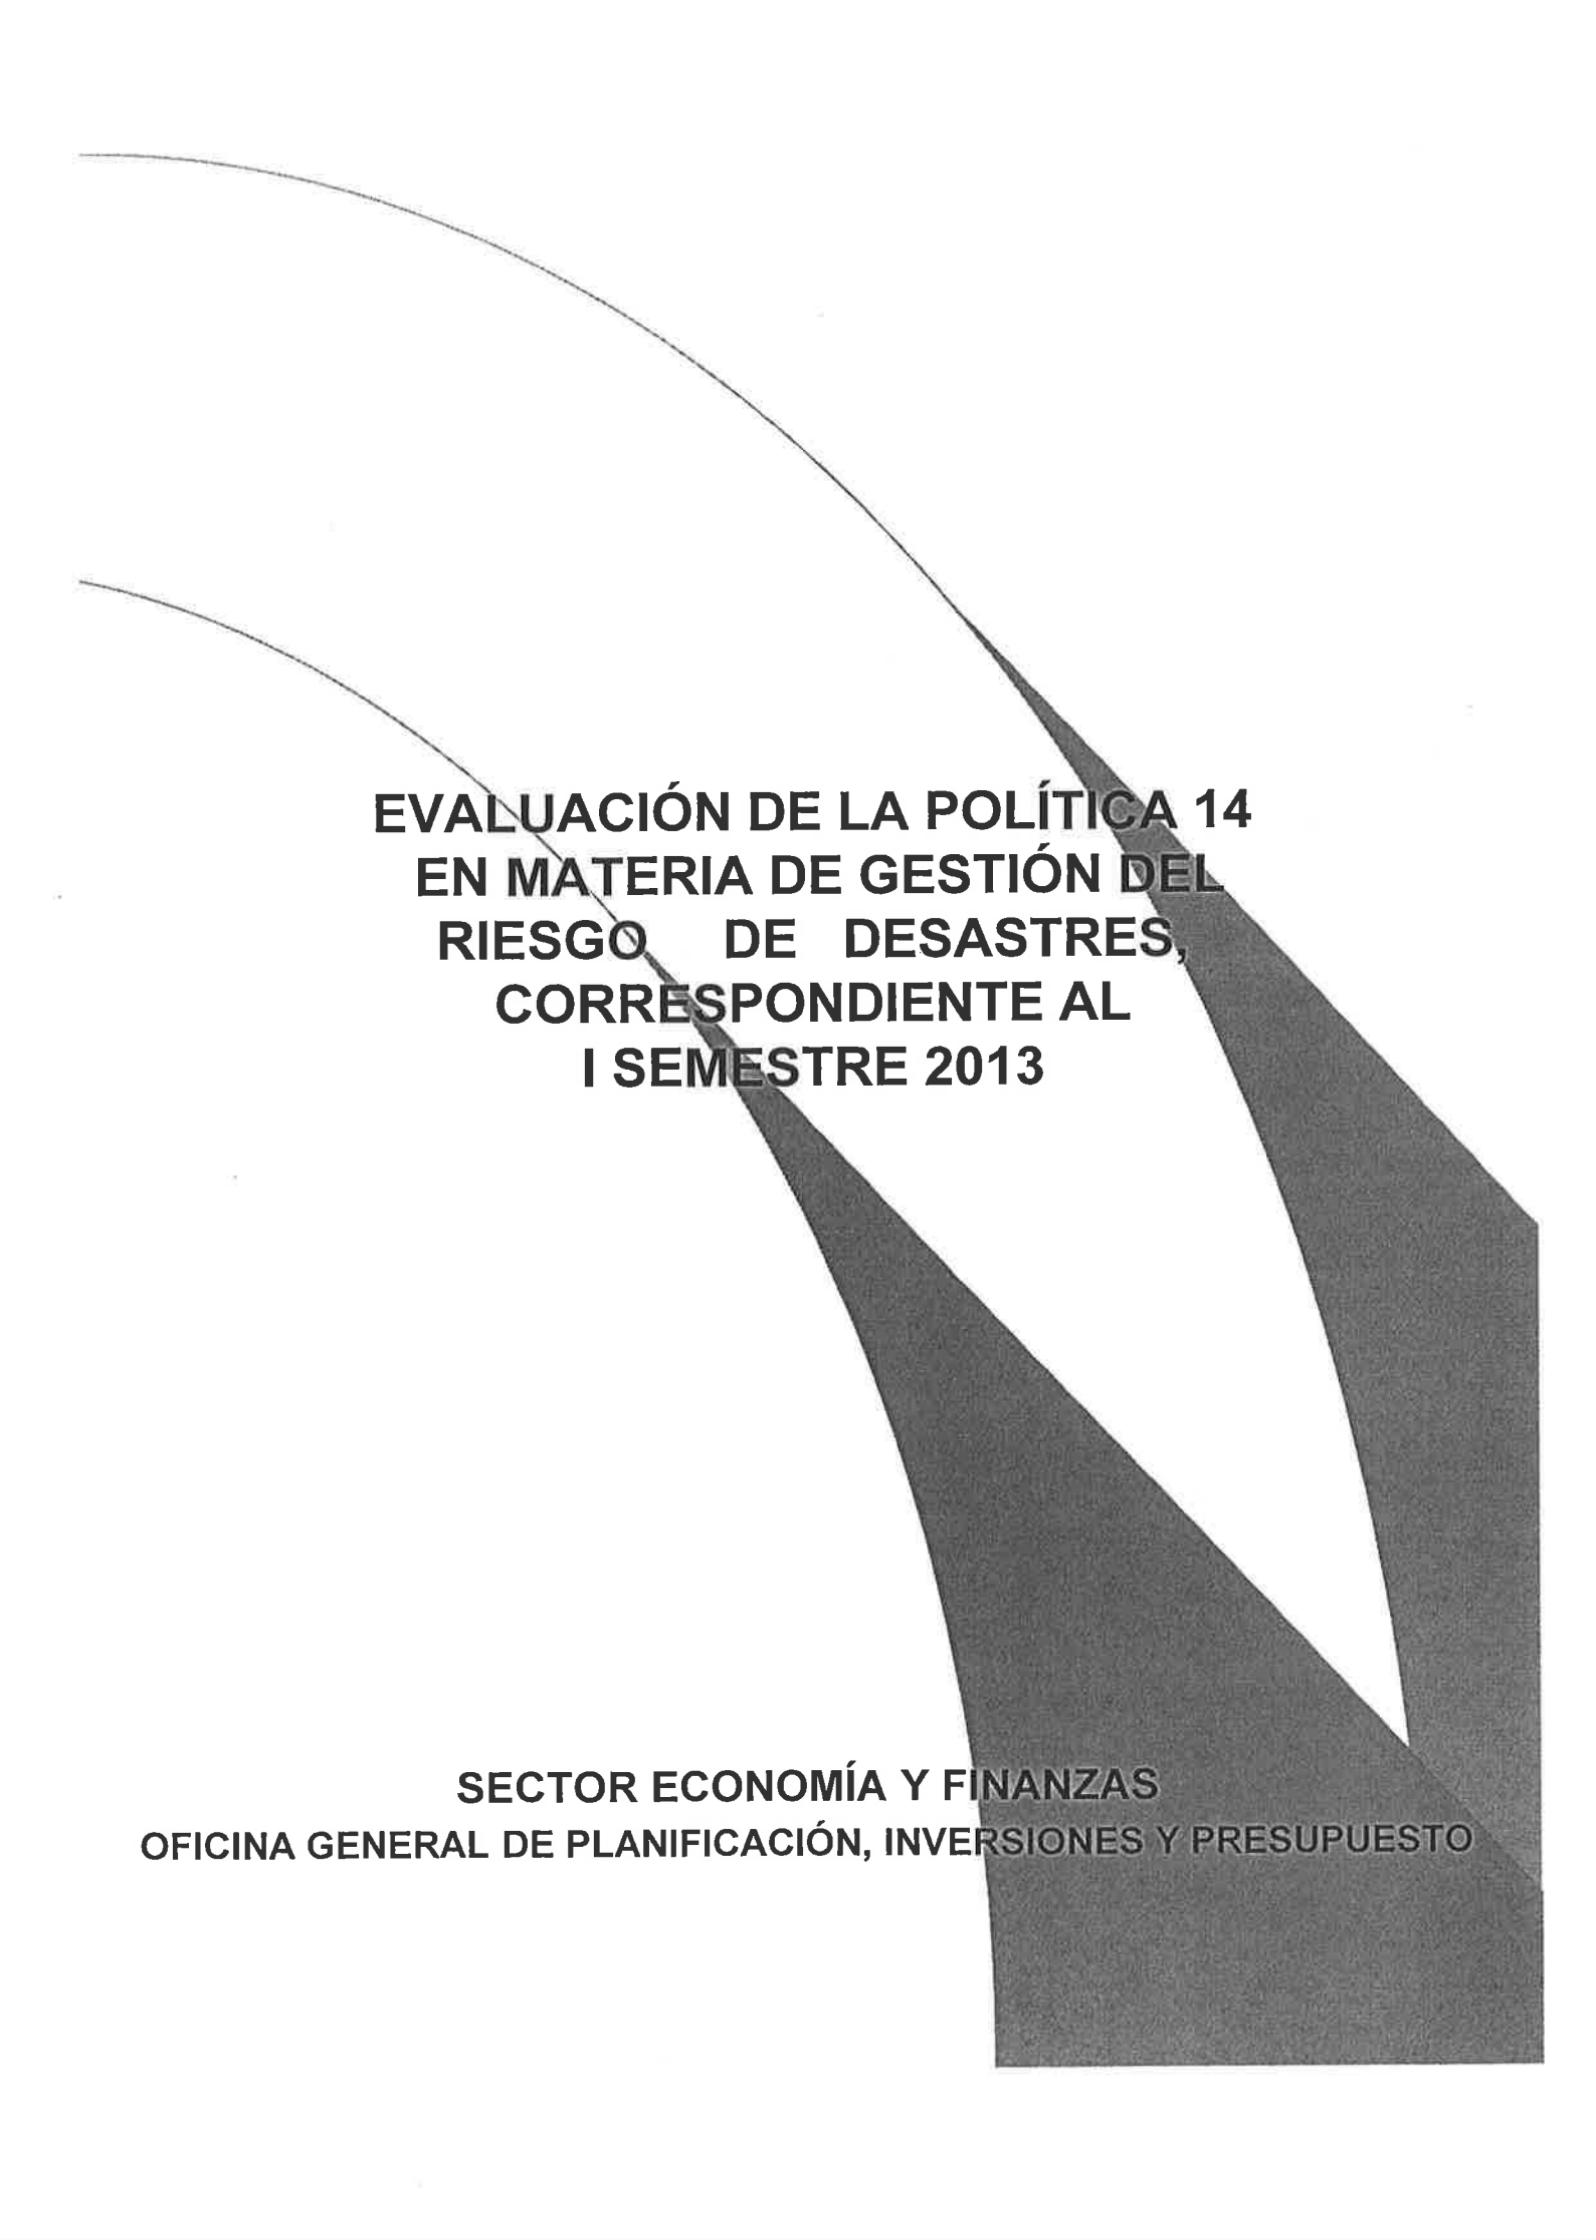 EVALUACIÓN DE LA POLÍTICA 14
EN MATERIA DE GESTIÓN DEL
RIESGO DE DESASTRES,
CORRESPONDIENTE AL
I SEMESTRE 2013
SECTOR ECONOMÍA Y FINANZAS
OFICINA GENERAL DE PLANIFICACIÓN, INVERSIONES Y PRESUPUESTO